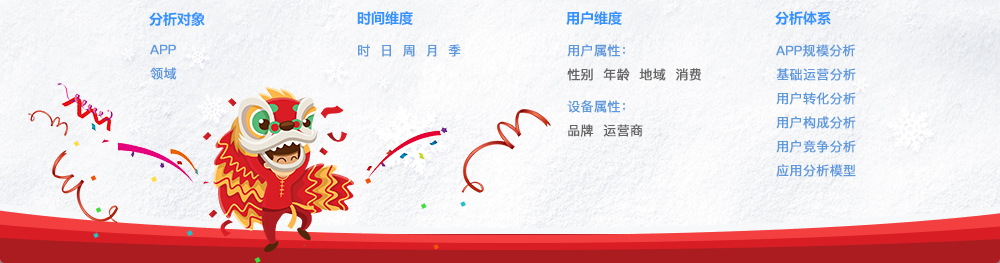 分析对象
APP
领域
时间维度
时 日 周 月 季
用户维度
用户属性：
性别 年龄 地域 消费
设备属性：
品牌 运营商
分析体系
APP规模分析
基础运营分析
用户转化分析
用户构成分析
用户竞争分析
应用分析模型